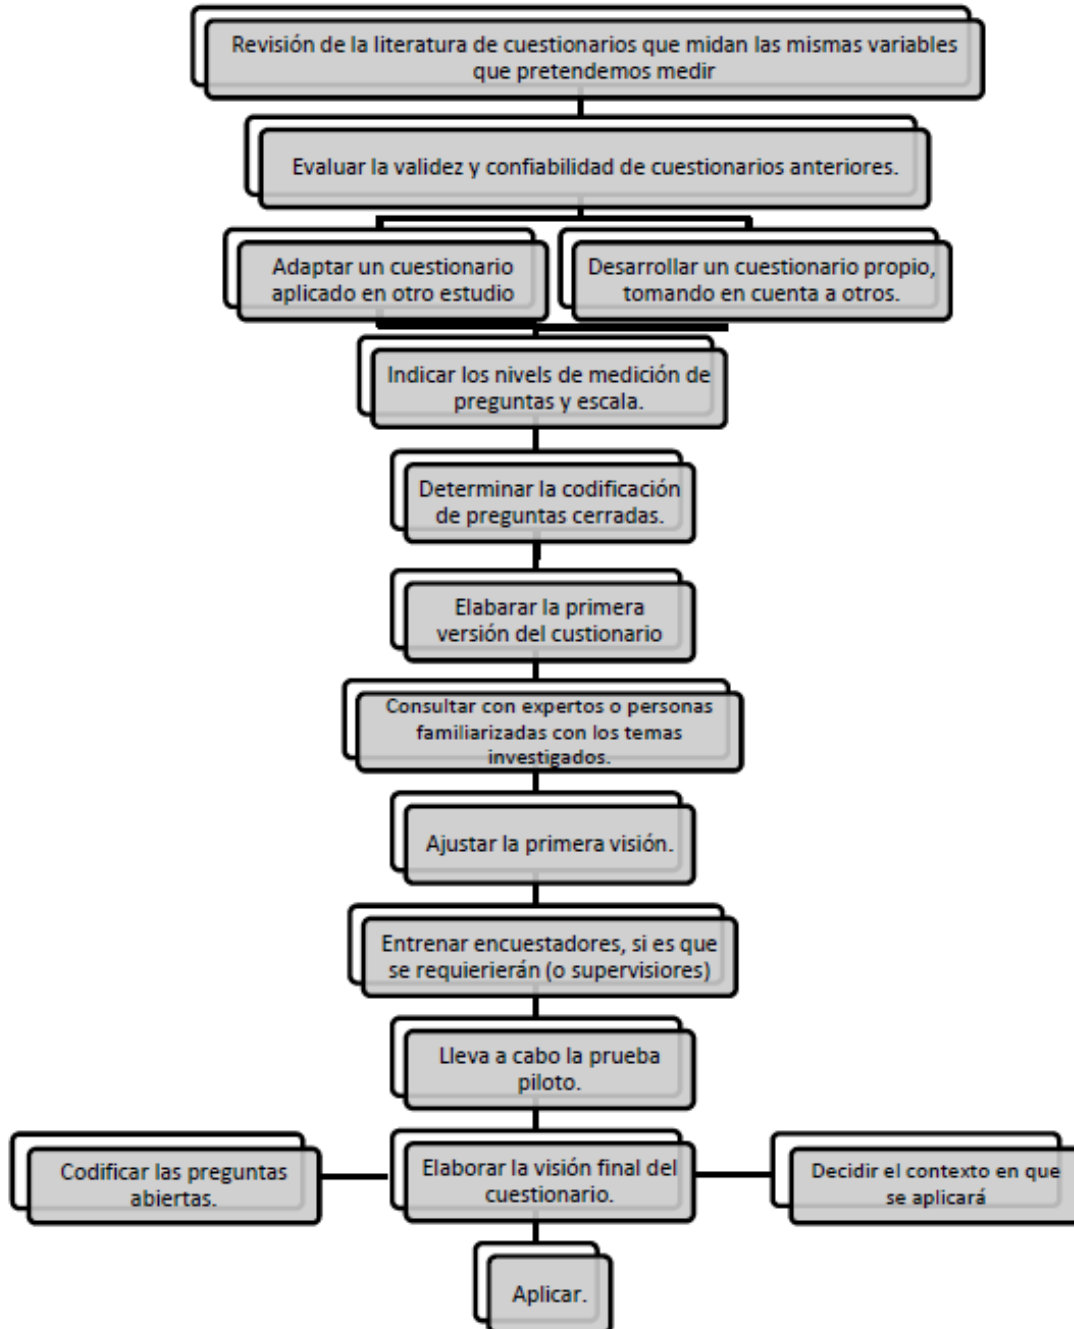 Revisión de la literatura de cuestionarios que midan las mismas variables
que pretendemos medir
Evaluar la validez y confiabilidad de cuestionarios anteriores.
Adaptar un cuestionario
aplicado en otro estudio
Desarrollar un cuestionario propio,
tomando en cuenta a otros.
Indicar los nivels de medición de
preguntas y escala.
Determinar la codificación
de preguntas cerradas.
Elabarar la primera
versión del custionario
Consultar con expertos o personas
familiarizadas con los temas
investigados.
Ajustar la primera visión.
Entrenar encuestadores, si es que
se requierierán (o supervisiores)
Lleva a cabo la prueba
piloto.
Codificar las preguntas
abiertas.
Elaborar la visión final del
cuestionario.
Decidir el contexto en que
se aplicará
Aplicar.